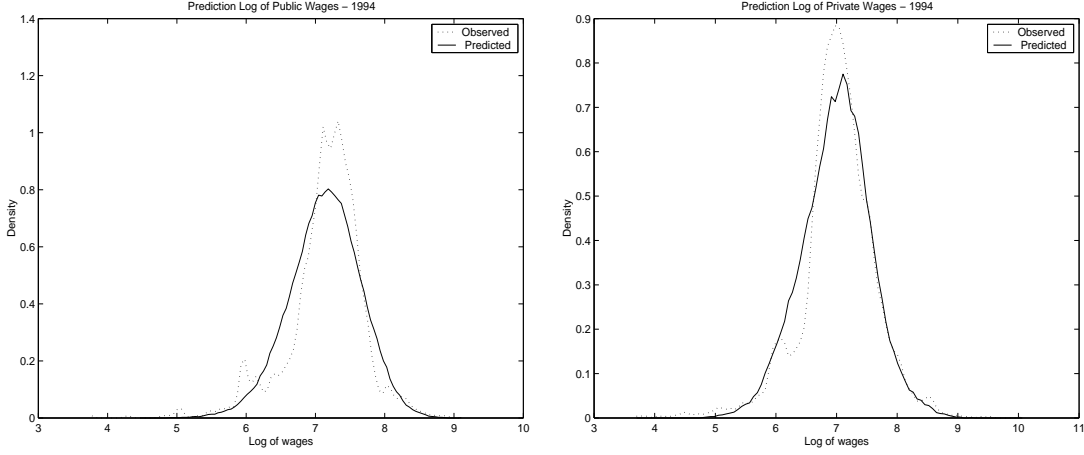 Prediction Log of Public Wages – 1994
1.4
1.2
1
0.8
0.6
0.4
0.2
0
Density
Observed
Predicted
3 4 5 6 7 8 9 10
Log of wages
Prediction Log of Private Wages – 1994
0.9
0.8
0.7
0.6
0.5
0.4
0.3
0.2
0.1
0
Density
Observed
Predicted
3 4 5 6 7 8 9 10 11
Log of wages